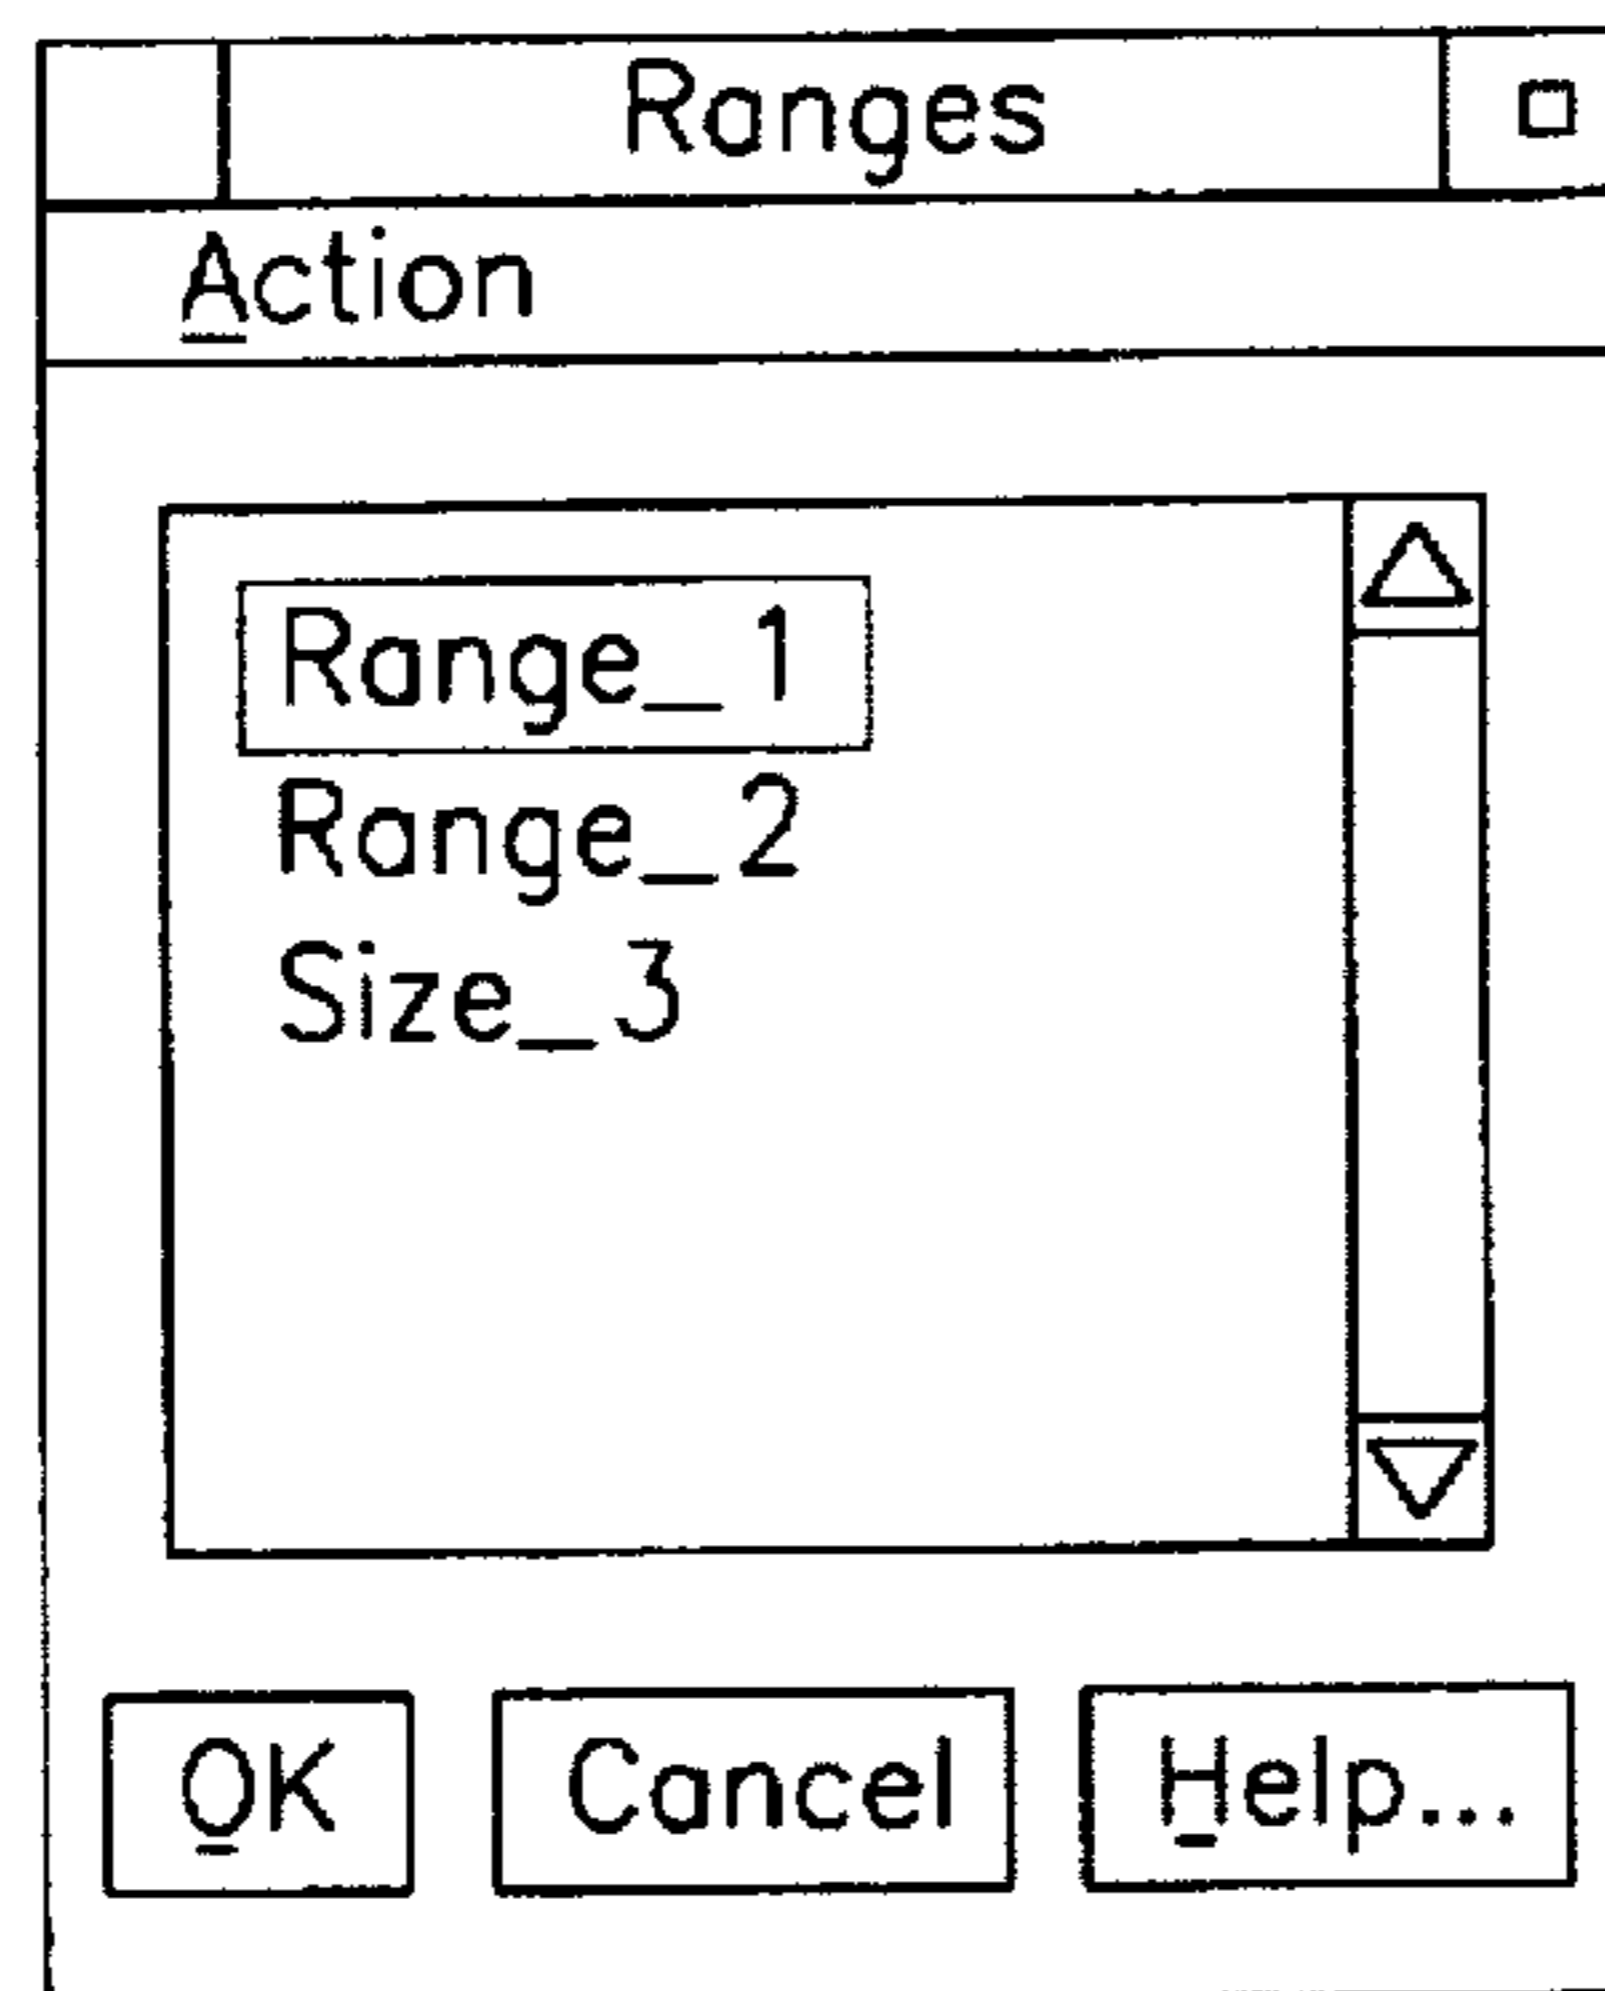 Ranges
Action
Range_1
Range_2
Size_3
OK Cancel Help...